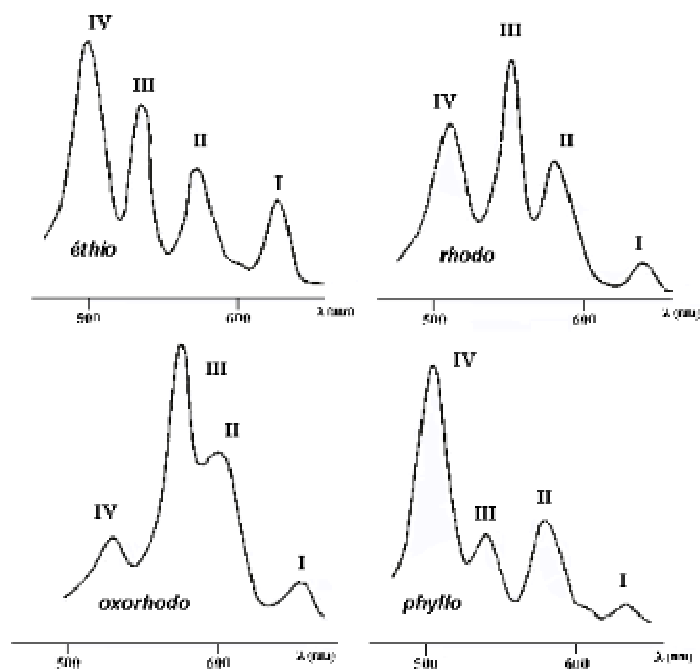 IV
III
II
I
éthio
500
600
λ (nm)
III
IV
II
I
rhodo
500
600
λ (nm)
III
II
IV
I
oxorhodo
500
600
λ (nm)
IV
III
II
I
phyllo
500
600
λ (nm)